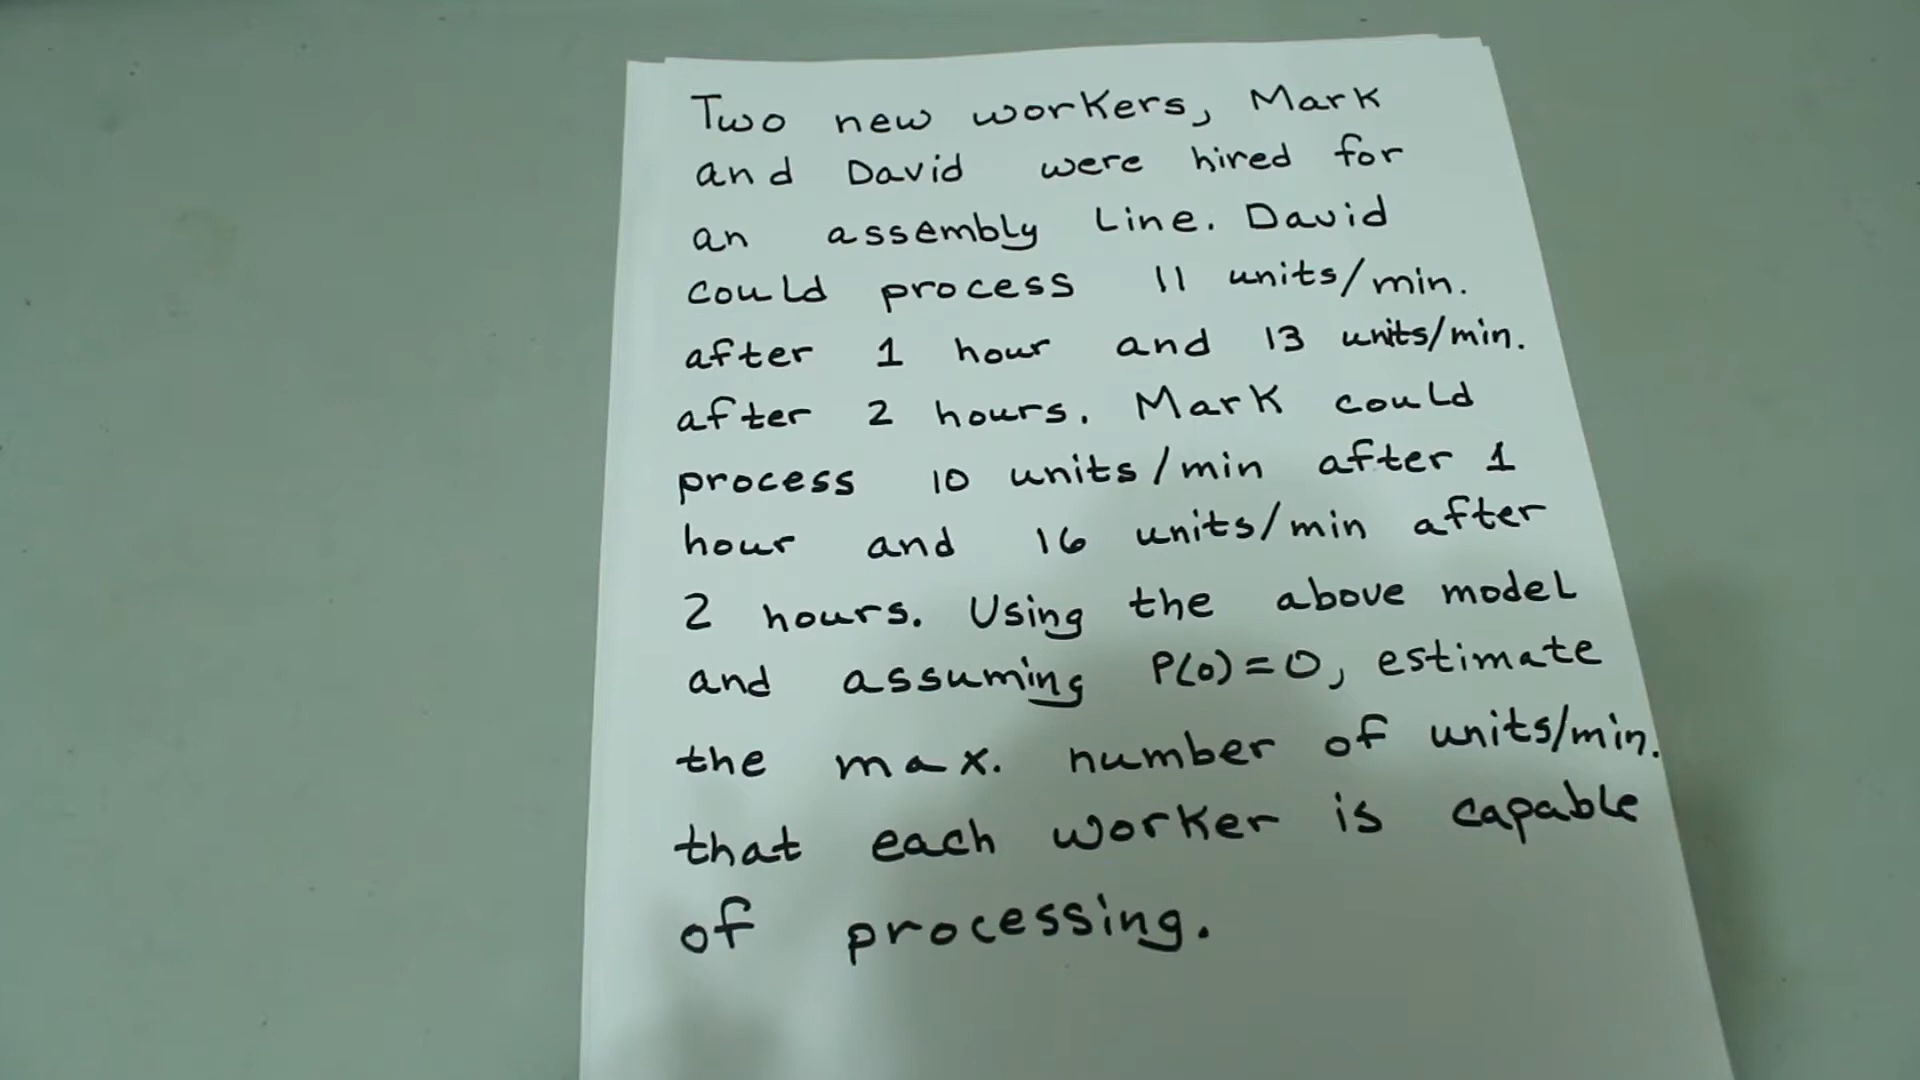 Two new workers, Mark
and David were hired for
an assembly Line. David
could process 11 units/min.
after 1 hour and 13 units/min.
after 2 hours. Mark could
process 10 units/min after 1
hour and 16 units/min after
2 hours. Using the above model
and assuming P(0)=0, estimate
the max. number of units/min.
that each worker is capable
of processing.